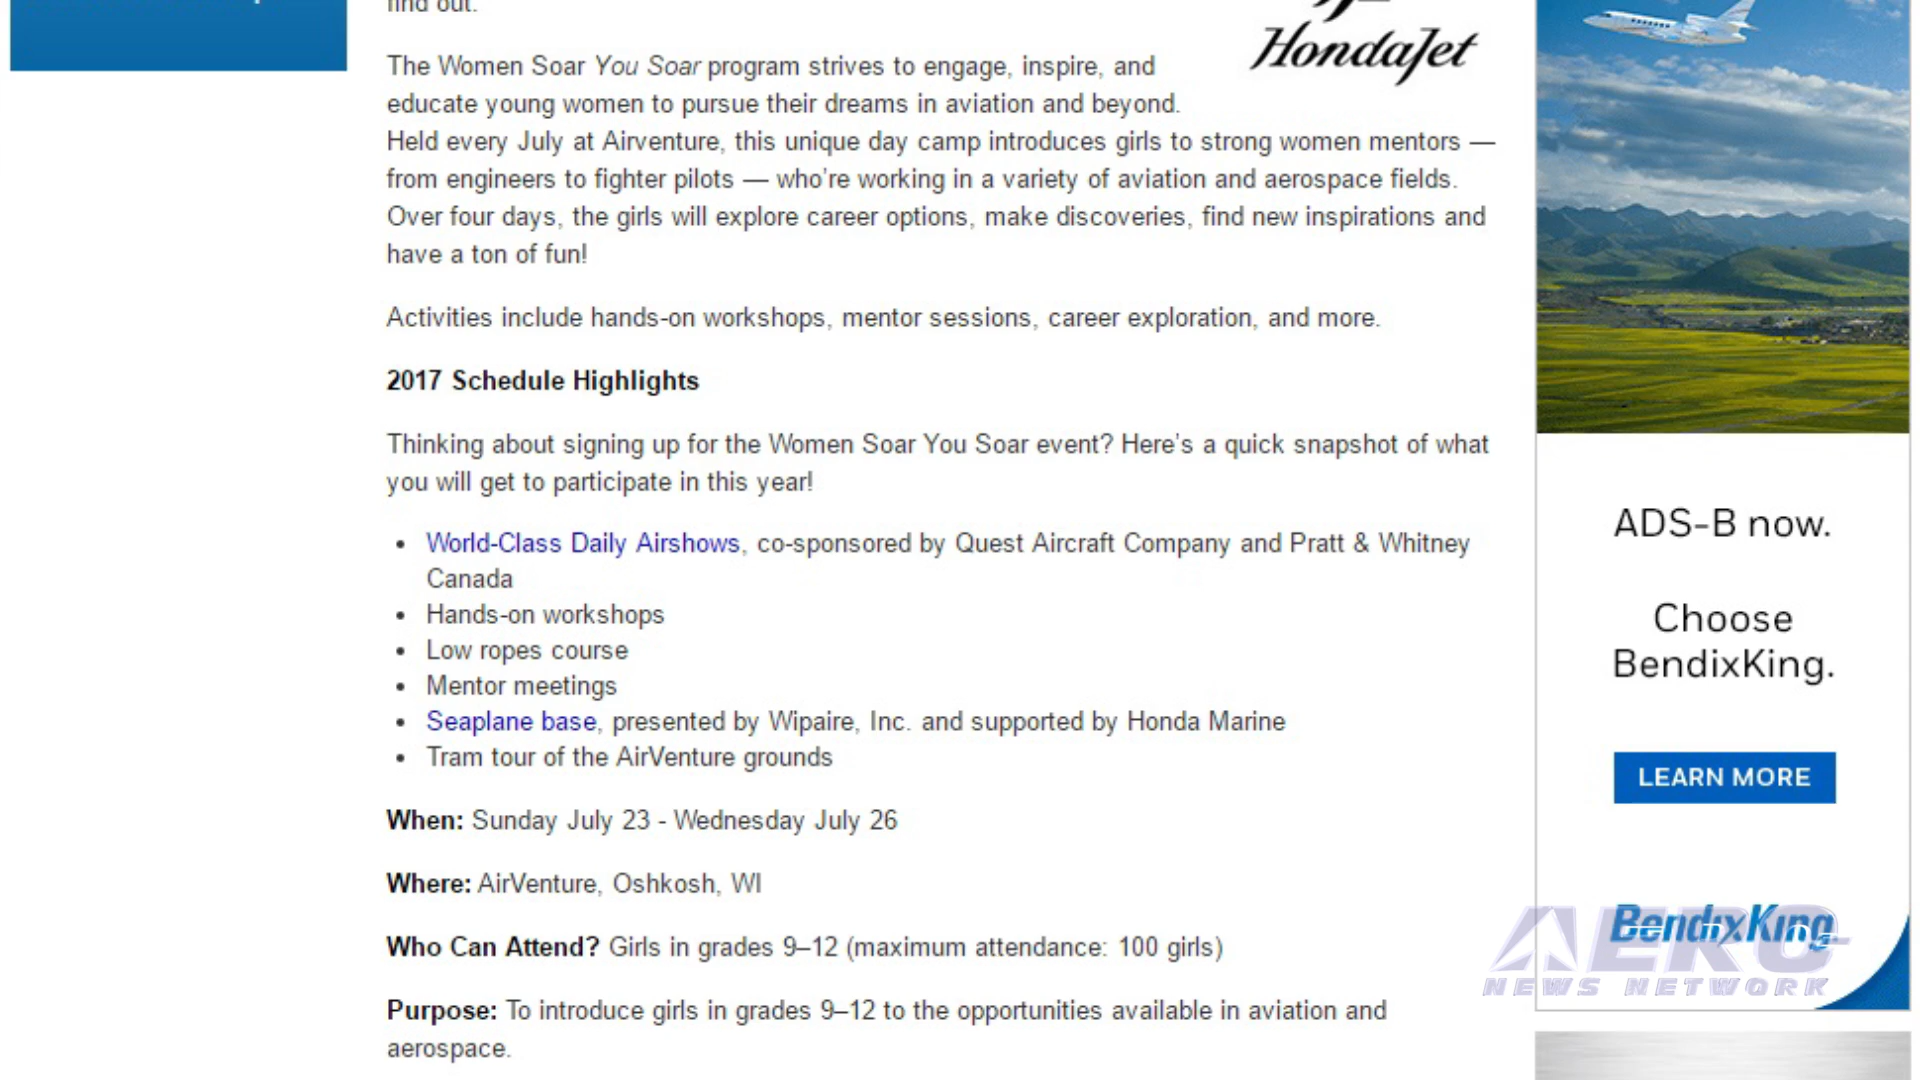 find out.
HondaJet
The Women Soar You Soar program strives to engage, inspire, and
educate young women to pursue their dreams in aviation and beyond.
Held every July at Airventure, this unique day camp introduces girls to strong women mentors —
from engineers to fighter pilots — who’re working in a variety of aviation and aerospace fields.
Over four days, the girls will explore career options, make discoveries, find new inspirations and
have a ton of fun!
Activities include hands-on workshops, mentor sessions, career exploration, and more.
2017 Schedule Highlights
Thinking about signing up for the Women Soar You Soar event? Here’s a quick snapshot of what
you will get to participate in this year!
• World-Class Daily Airshows, co-sponsored by Quest Aircraft Company and Pratt & Whitney
Canada
• Hands-on workshops
• Low ropes course
• Mentor meetings
• Seaplane base, presented by Wipaire, Inc. and supported by Honda Marine
• Tram tour of the AirVenture grounds
When: Sunday July 23 - Wednesday July 26
Where: AirVenture, Oshkosh, WI
Who Can Attend? Girls in grades 9–12 (maximum attendance: 100 girls)
Purpose: To introduce girls in grades 9–12 to the opportunities available in aviation and
aerospace.
ADS-B now.
Choose
BendixKing.
LEARN MORE
BendixKing
AERO
NEWS NETWORK